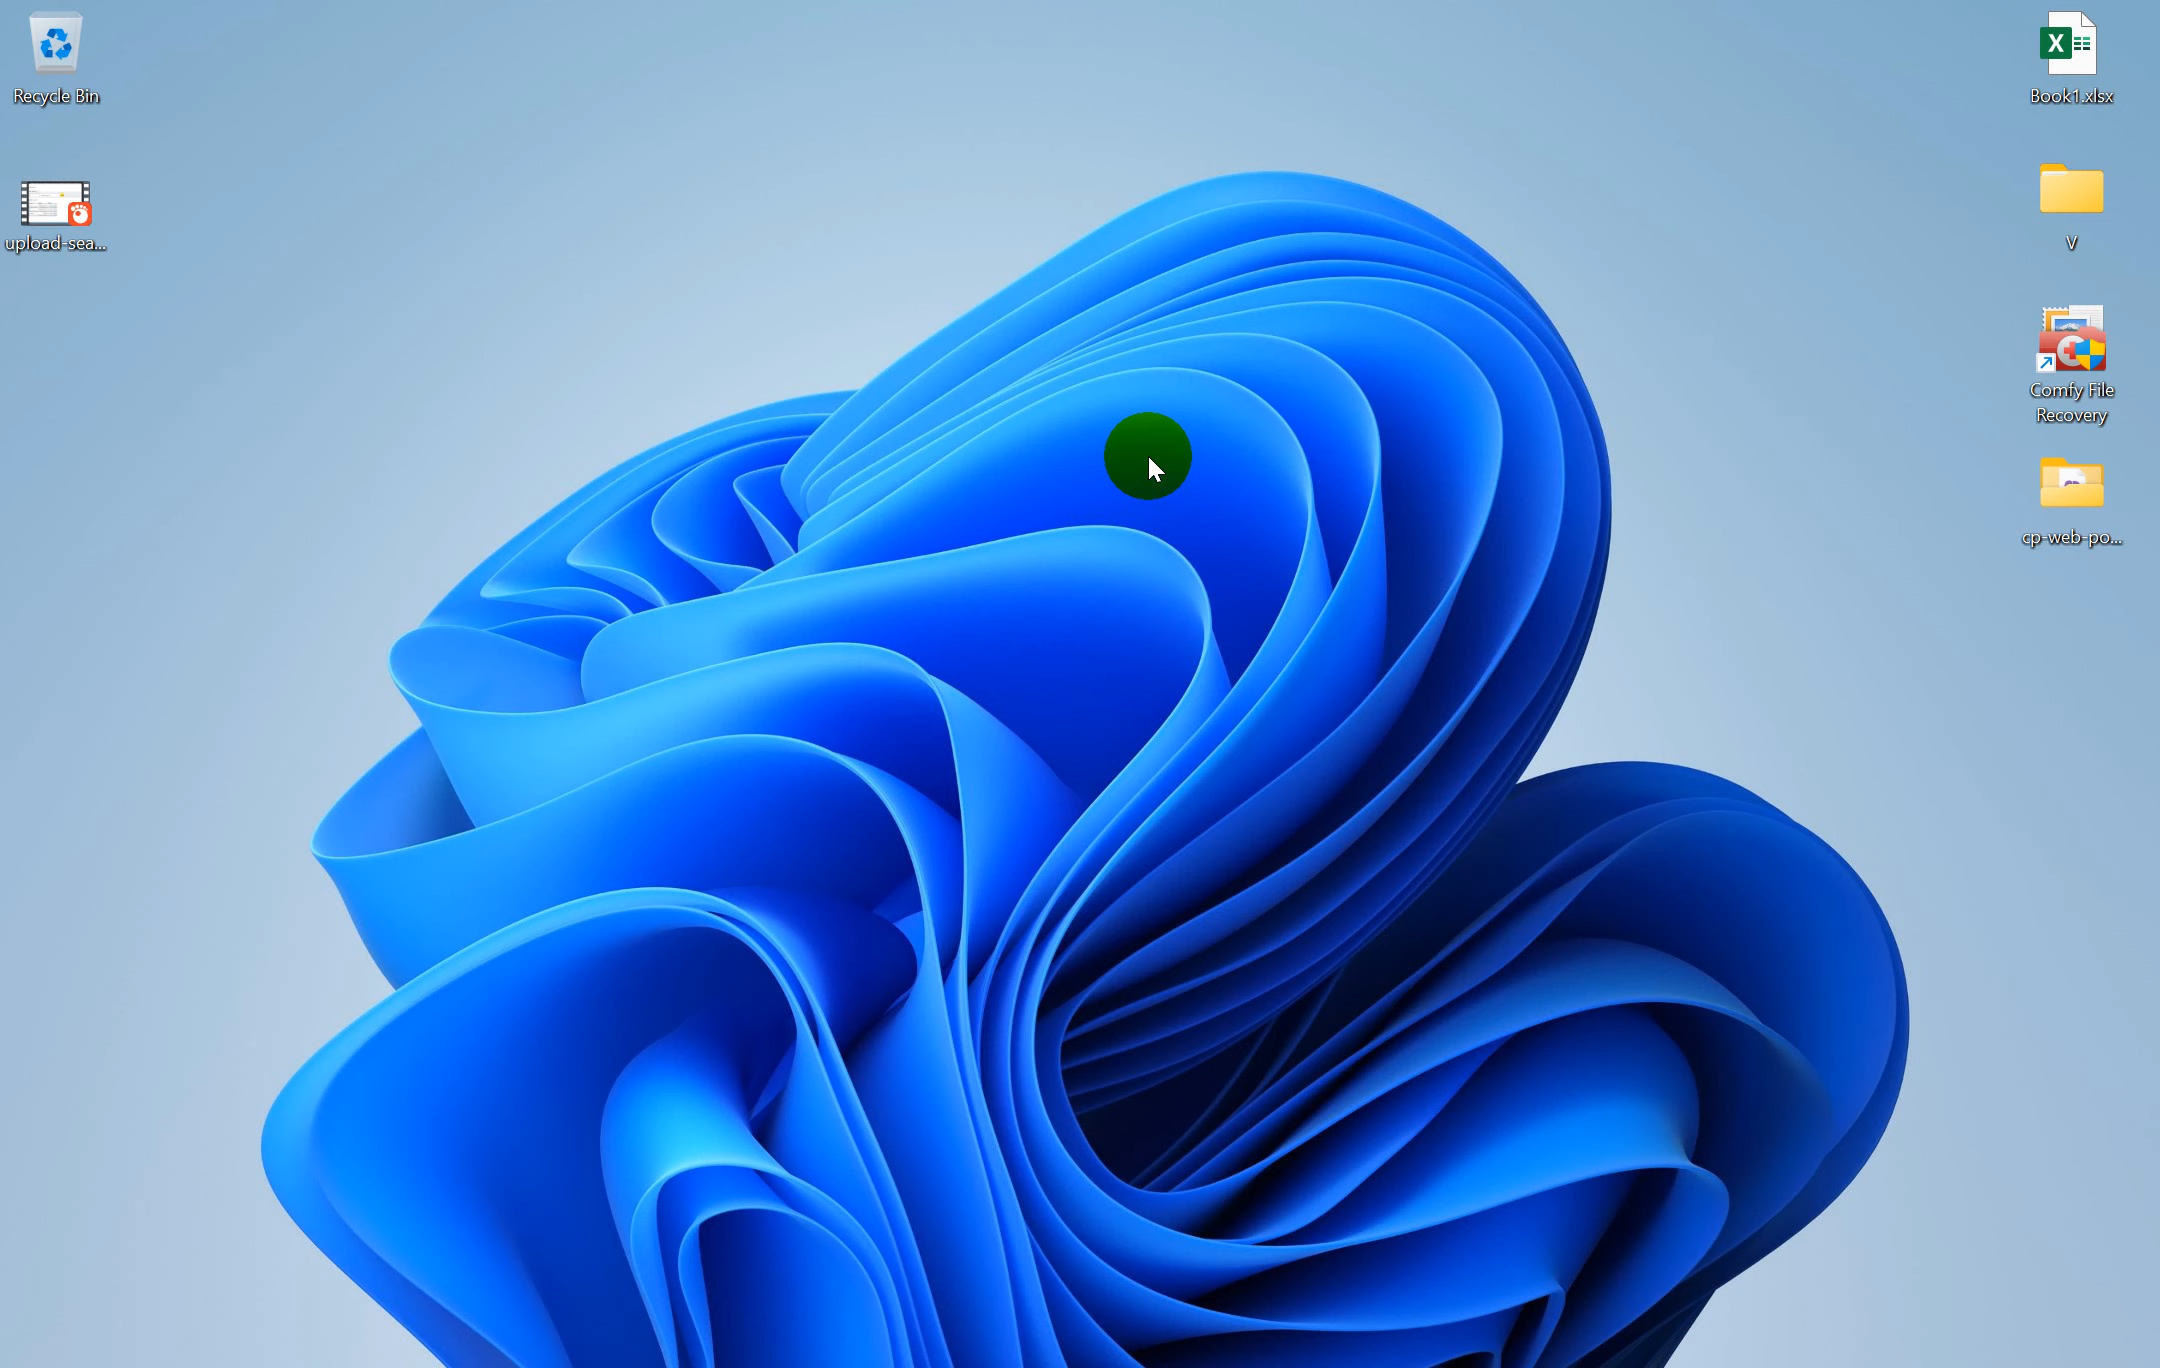 Recycle Bin
upload-sea...
X
Book1.xlsx
V
Comfy File
Recovery
cp-web-po...